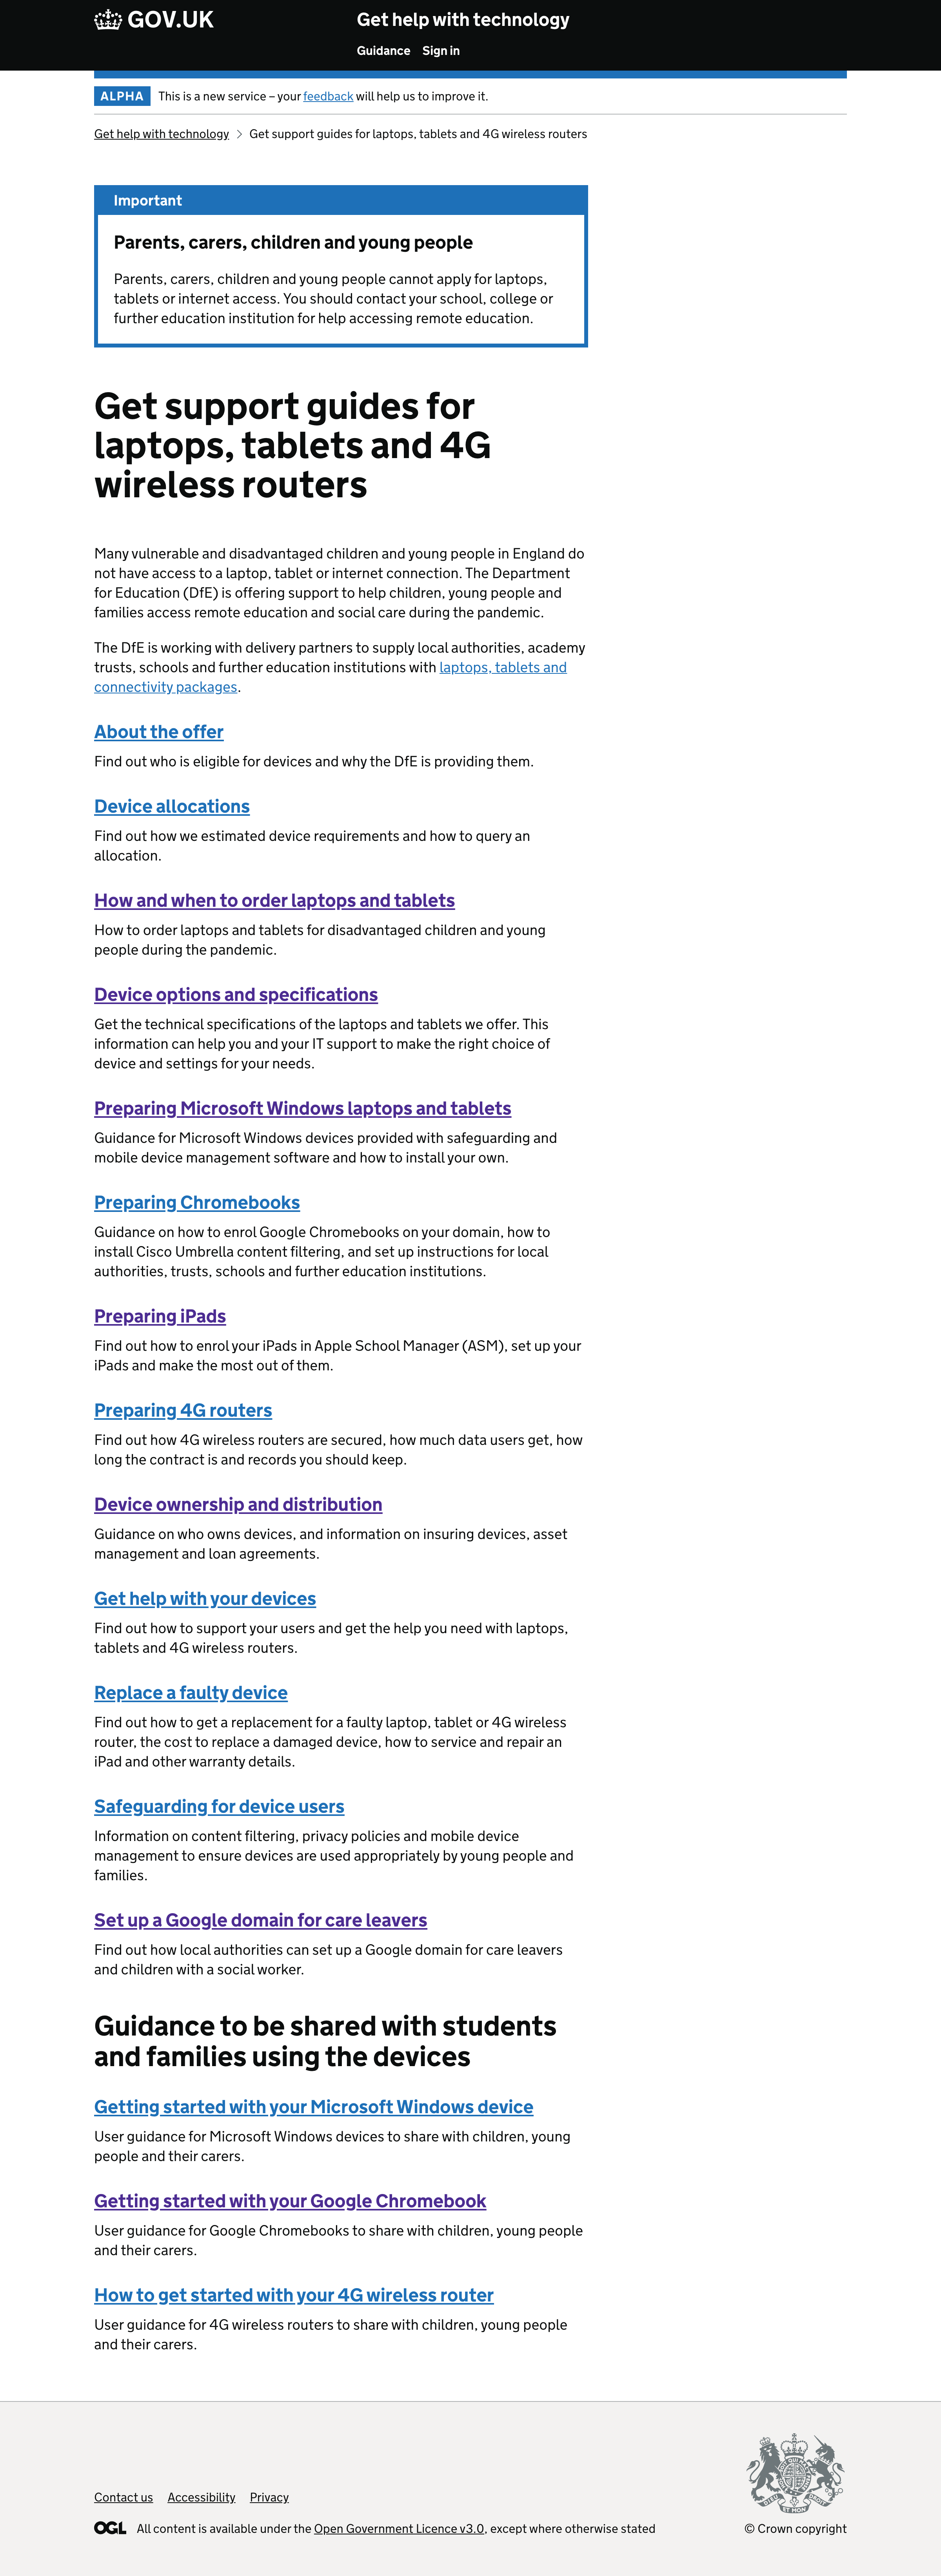 GOV.UK
Get help with technology
Guidance Sign in
ALPHA This is a new service – your feedback will help us to improve it.
Get help with technology > Get support guides for laptops, tablets and 4G wireless routers
Important
Parents, carers, children and young people
Parents, carers, children and young people cannot apply for laptops,
tablets or internet access. You should contact your school, college or
further education institution for help accessing remote education.
Get support guides for
laptops, tablets and 4G
wireless routers
Many vulnerable and disadvantaged children and young people in England do
not have access to a laptop, tablet or internet connection. The Department
for Education (DfE) is offering support to help children, young people and
families access remote education and social care during the pandemic.
The DfE is working with delivery partners to supply local authorities, academy
trusts, schools and further education institutions with laptops, tablets and
connectivity packages.
About the offer
Find out who is eligible for devices and why the DfE is providing them.
Device allocations
Find out how we estimated device requirements and how to query an
allocation.
How and when to order laptops and tablets
How to order laptops and tablets for disadvantaged children and young
people during the pandemic.
Device options and specifications
Get the technical specifications of the laptops and tablets we offer. This
information can help you and your IT support to make the right choice of
device and settings for your needs.
Preparing Microsoft Windows laptops and tablets
Guidance for Microsoft Windows devices provided with safeguarding and
mobile device management software and how to install your own.
Preparing Chromebooks
Guidance on how to enrol Google Chromebooks on your domain, how to
install Cisco Umbrella content filtering, and set up instructions for local
authorities, trusts, schools and further education institutions.
Preparing iPads
Find out how to enrol your iPads in Apple School Manager (ASM), set up your
iPads and make the most out of them.
Preparing 4G routers
Find out how 4G wireless routers are secured, how much data users get, how
long the contract is and records you should keep.
Device ownership and distribution
Guidance on who owns devices, and information on insuring devices, asset
management and loan agreements.
Get help with your devices
Find out how to support your users and get the help you need with laptops,
tablets and 4G wireless routers.
Replace a faulty device
Find out how to get a replacement for a faulty laptop, tablet or 4G wireless
router, the cost to replace a damaged device, how to service and repair an
iPad and other warranty details.
Safeguarding for device users
Information on content filtering, privacy policies and mobile device
management to ensure devices are used appropriately by young people and
families.
Set up a Google domain for care leavers
Find out how local authorities can set up a Google domain for care leavers
and children with a social worker.
Guidance to be shared with students
and families using the devices
Getting started with your Microsoft Windows device
User guidance for Microsoft Windows devices to share with children, young
people and their carers.
Getting started with your Google Chromebook
User guidance for Google Chromebooks to share with children, young people
and their carers.
How to get started with your 4G wireless router
User guidance for 4G wireless routers to share with children, young people
and their carers.
Contact us Accessibility Privacy
OGL All content is available under the Open Government Licence v3.0, except where otherwise stated
© Crown copyright